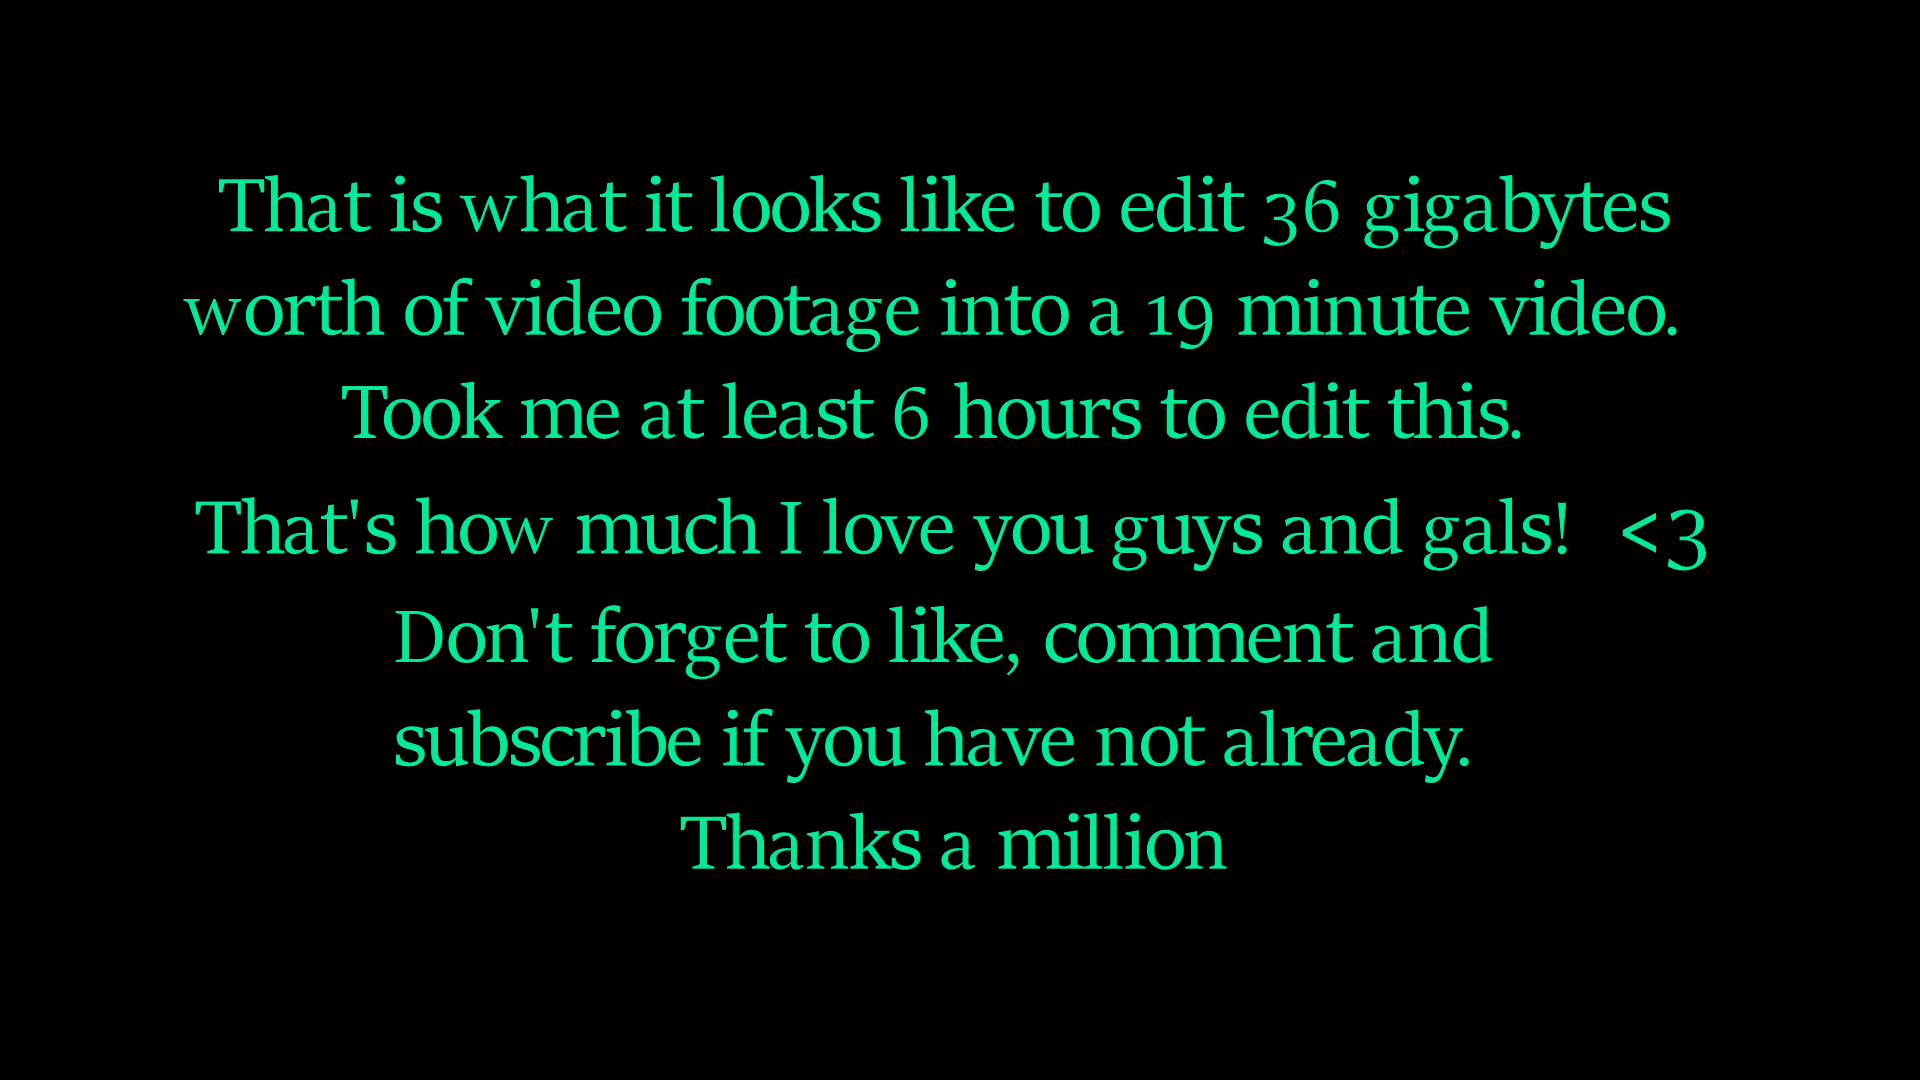 That is what it looks like to edit 36 gigabytes
worth of video footage into a 19 minute video.
Took me at least 6 hours to edit this.
That's how much I love you guys and gals! <3
Don't forget to like, comment and
subscribe if you have not already.
Thanks a million